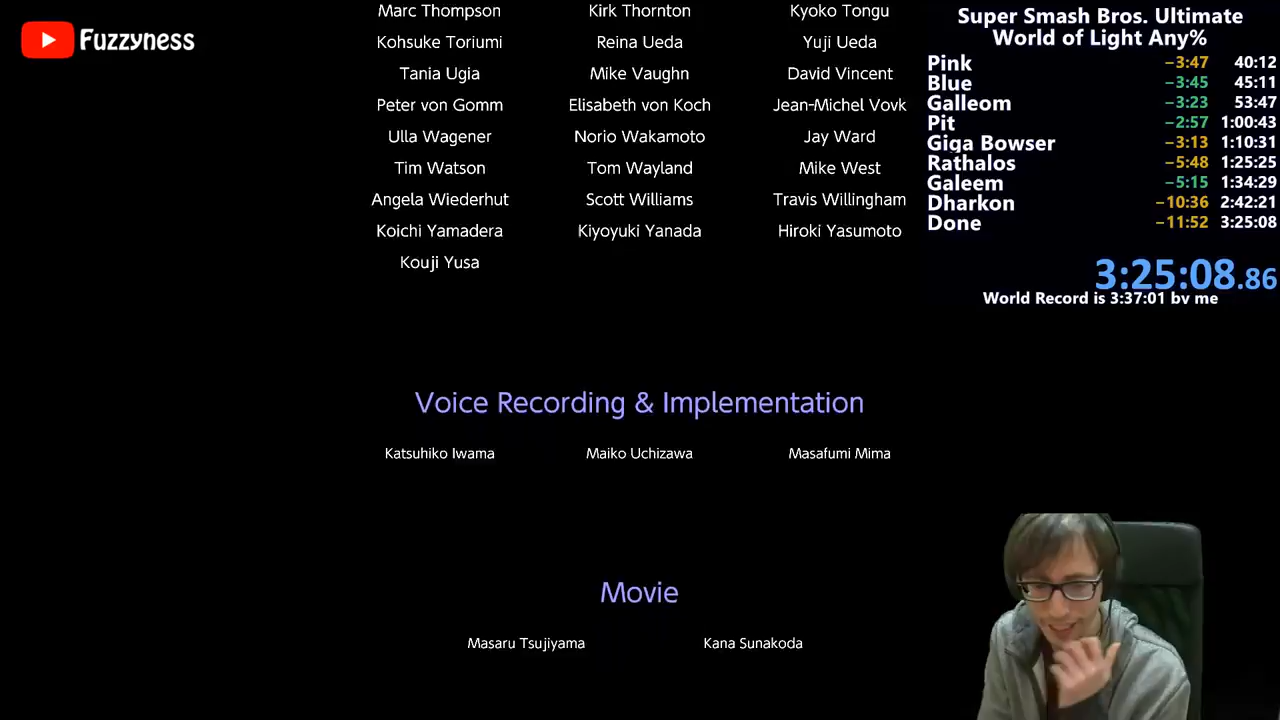 Fuzzyness
Marc Thompson Kirk Thornton Kyoko Tongu
Kohsuke Toriumi Reina Ueda Yuji Ueda
Tania Ugia Mike Vaughn David Vincent
Peter von Gomm Elisabeth von Koch Jean-Michel Vovk
Ulla Wagener Norio Wakamoto Jay Ward
Tim Watson Tom Wayland Mike West
Angela Wiederhut Scott Williams Travis Willingham
Koichi Yamadera Kiyoyuki Yanada Hiroki Yasumoto
Kouji Yusa
Voice Recording & Implementation
Katsuhiko Iwama Maiko Uchizawa Masafumi Mima
Movie
Masaru Tsujiyama Kana Sunakoda
Super Smash Bros. Ultimate
World of Light Any%
Pink −3:47 40:12
Blue −3:45 45:11
Galleom −3:23 53:47
Pit −2:57 1:00:43
Giga Bowser −3:13 1:10:31
Rathalos −5:48 1:25:25
Galeem −5:15 1:34:29
Dharkon −10:36 2:42:21
Done −11:52 3:25:08
3:25:08.86
World Record is 3:37:01 by me